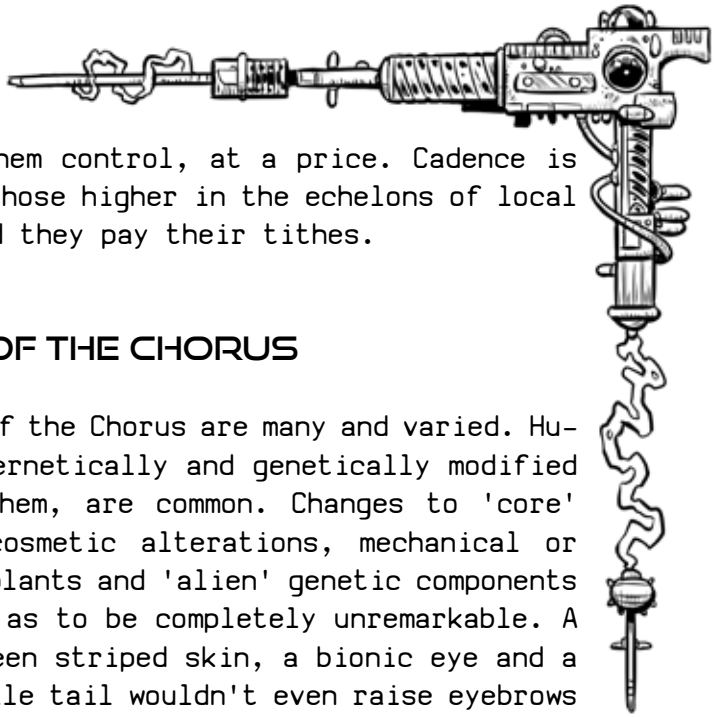 hem control, at a price. Cadence is
hose higher in the echelons of local
they pay their tithes.
OF THE CHORUS
f the Chorus are many and varied. Hu-
ernetically and genetically modified
hem, are common. Changes to 'core'
cosmetic alterations, mechanical or
plants and 'alien' genetic components
as to be completely unremarkable. A
een striped skin, a bionic eye and a
le tail wouldn't even raise eyebrows